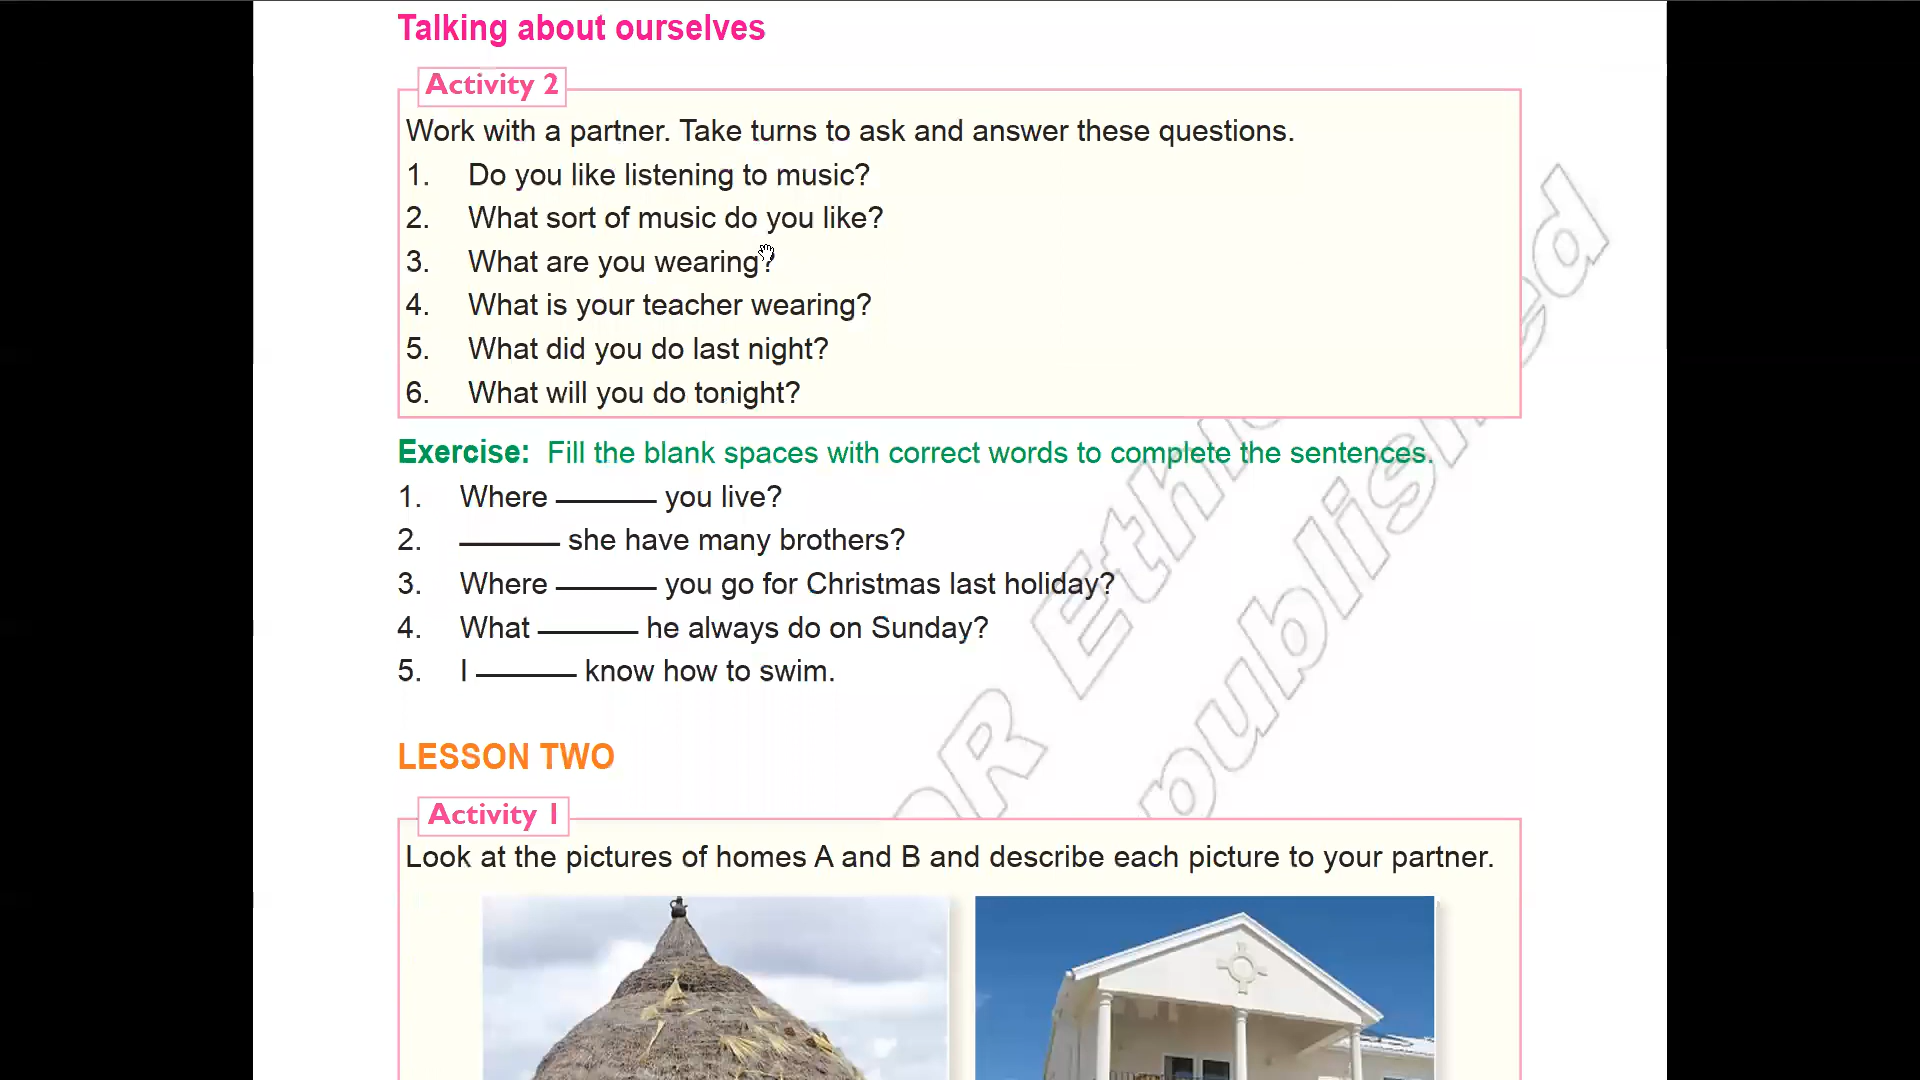 Talking about ourselves
Activity 2
Work with a partner. Take turns to ask and answer these questions.
1. Do you like listening to music?
2. What sort of music do you like?
3. What are you wearing?
4. What is your teacher wearing?
5. What did you do last night?
6. What will you do tonight?
Exercise: Fill the blank spaces with correct words to complete the sentences.
1. Where ______ you live?
2. ______ she have many brothers?
3. Where ______ you go for Christmas last holiday?
4. What ______ he always do on Sunday?
5. I ______ know how to swim.
LESSON TWO
Activity 1
Look at the pictures of homes A and B and describe each picture to your partner.